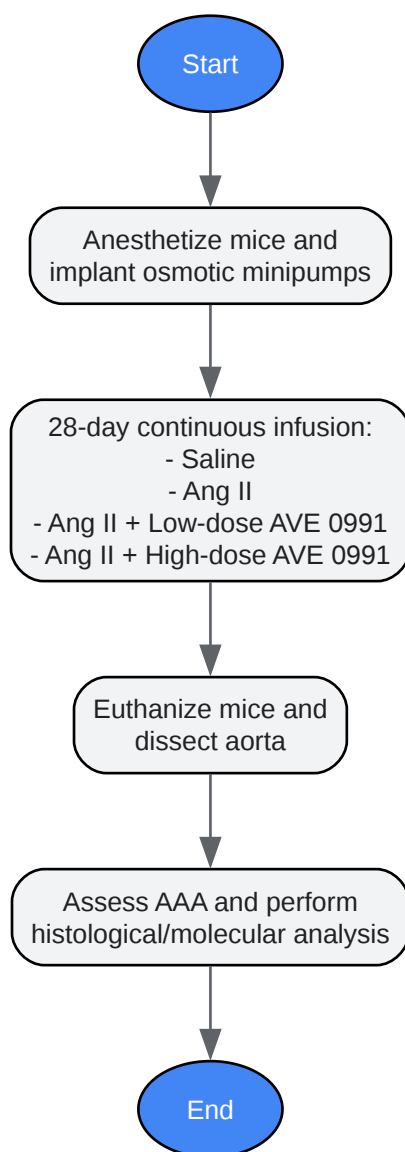 Start
Anesthetize mice and
implant osmotic minipumps
28-day continuous infusion:
- Saline
- Ang II
- Ang II + Low-dose AVE 0991
- Ang II + High-dose AVE 0991
Euthanize mice and
dissect aorta
Assess AAA and perform
histological/molecular analysis
End